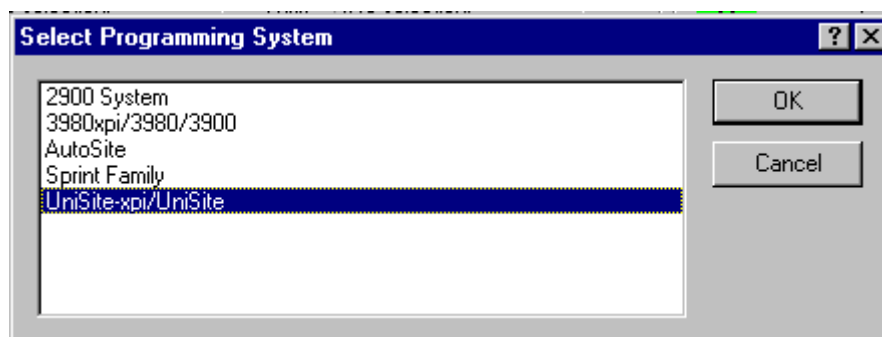 Select Programming System
2900 System
3980xpi/3980/3900
AutoSite
Sprint Family
UniSite-xpi/UniSite
OK
Cancel